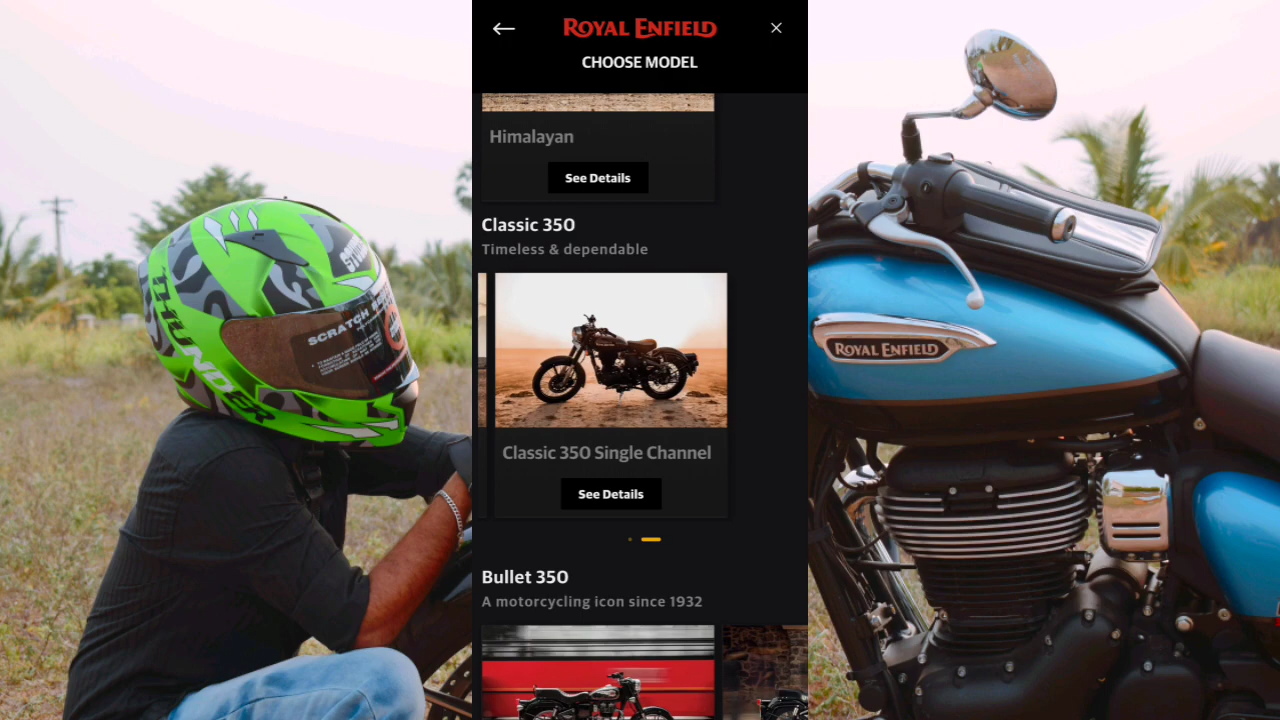 ROYAL ENFIELD
CHOOSE MODEL
Himalayan
See Details
Classic 350
Timeless & dependable
Classic 350 Single Channel
See Details
Bullet 350
A motorcycling icon since 1932
THUNDER
SCRATCH
ROYAL ENFIELD